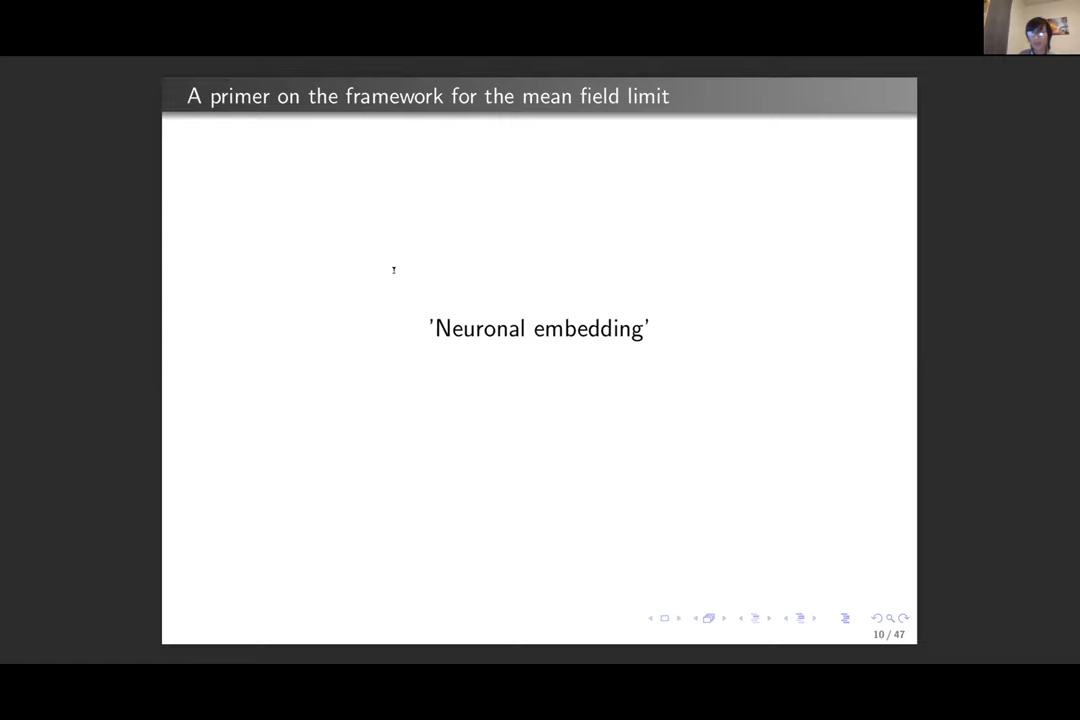 A primer on the framework for the mean field limit
'Neuronal embedding'
10 / 47